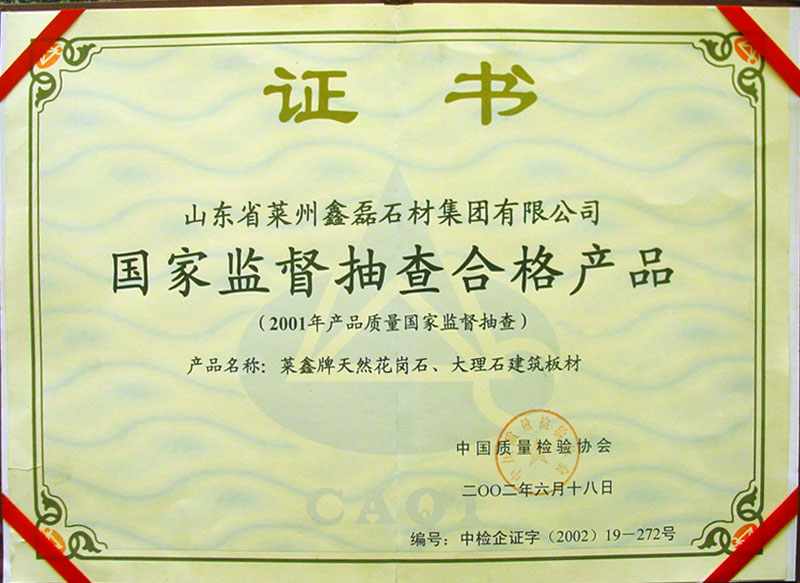 证 书
山东省莱州鑫磊石材集团有限公司
国家监督抽查合格产品
（2001年产品质量国家监督抽查）
产品名称：莱鑫牌天然花岗石、大理石建筑板材
中国质量检验协会
二〇〇二年六月十八日
CAQI
编号：中检企证字（2002）19－272号